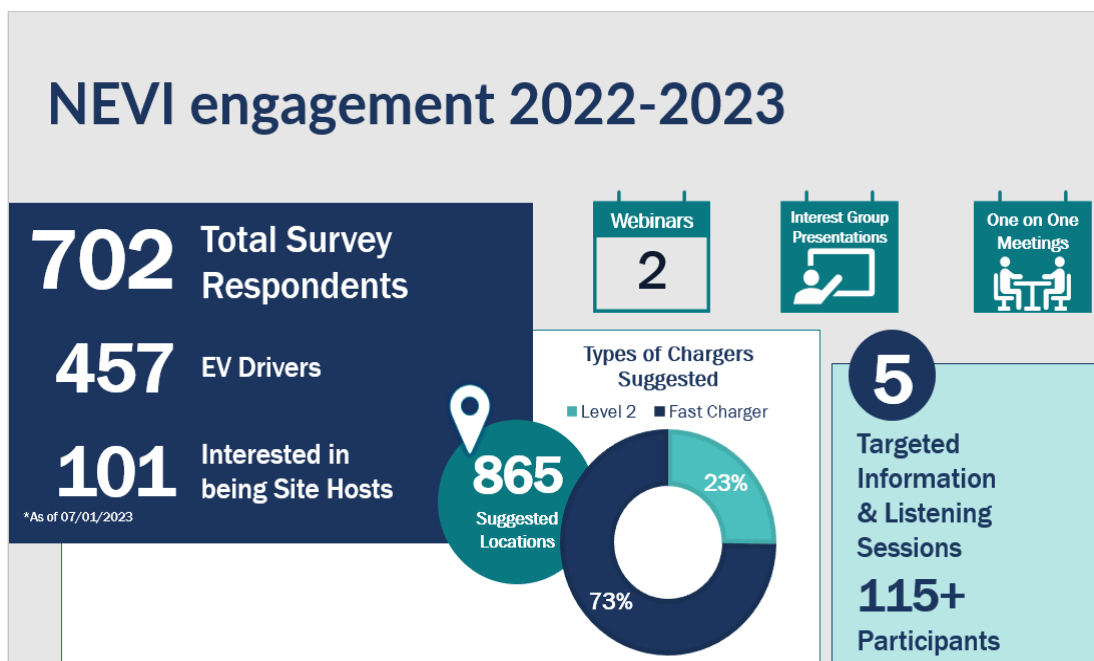 NEVI engagement 2022-2023
702
Total Survey
Respondents
457
EV Drivers
101
Interested in
being Site Hosts
*As of 07/01/2023
Webinars
2
Interest Group
Presentations
One on One
Meetings
865
Suggested
Locations
Types of Chargers
Suggested
Level 2
Fast Charger
23%
73%
5
Targeted
Information
& Listening
Sessions
115+
Participants